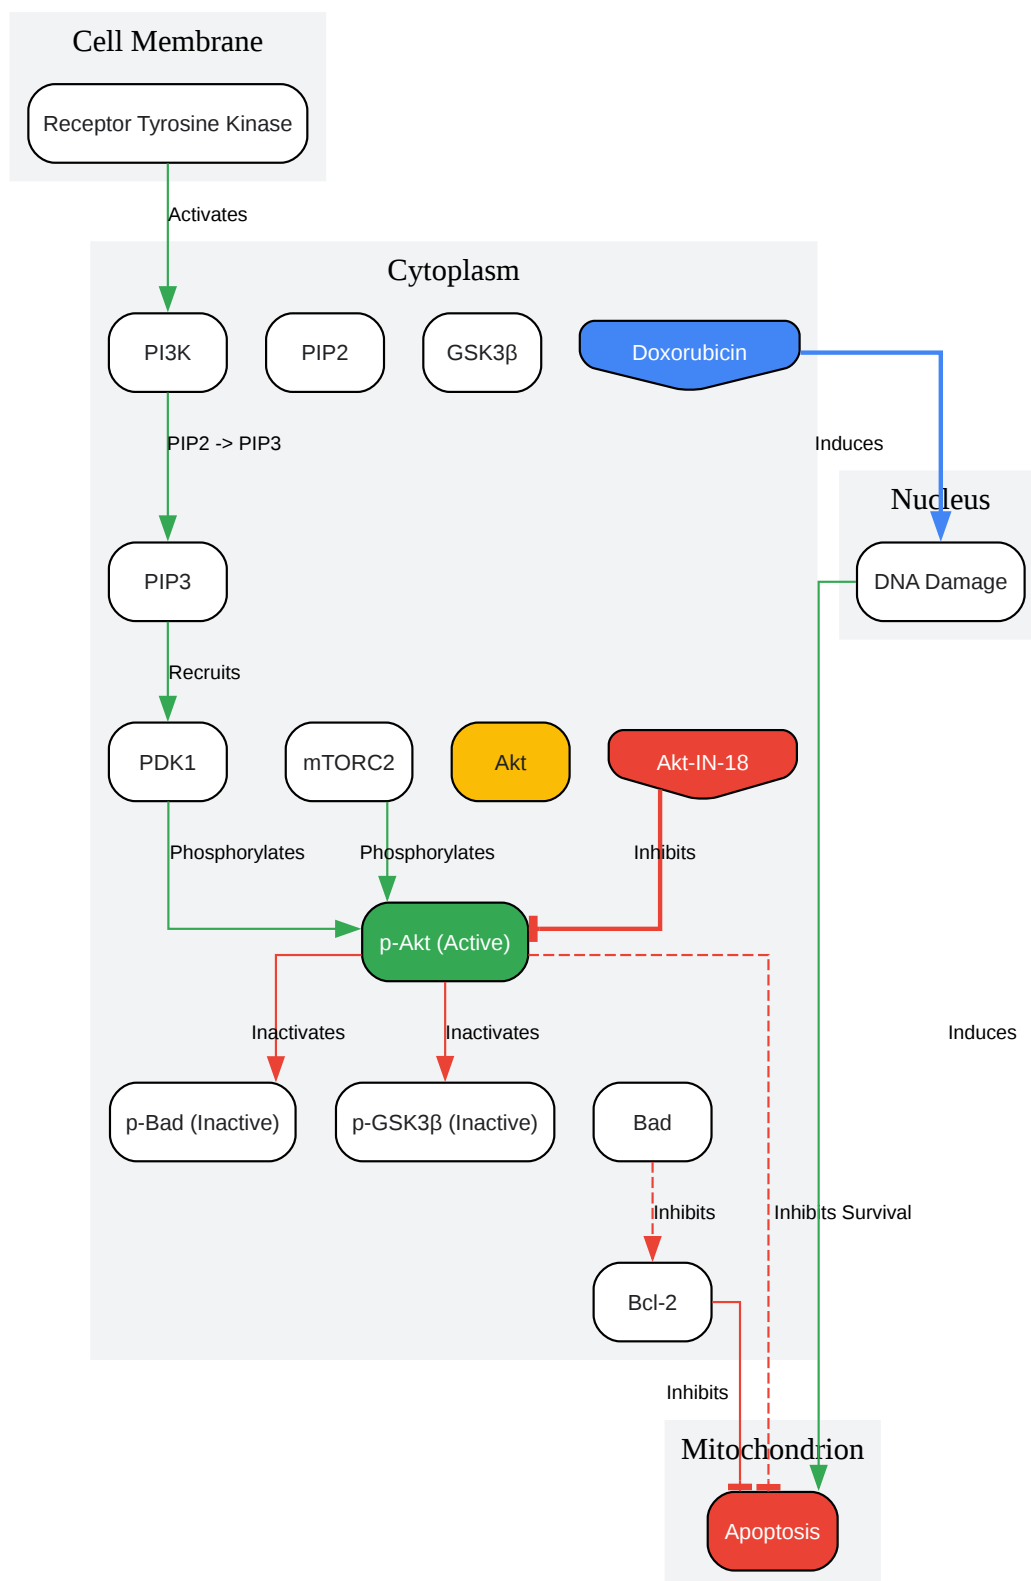 Cell Membrane
Receptor Tyrosine Kinase
Activates
Cytoplasm
PI3K
PIP2
GSK3β
Doxorubicin
PIP2 -> PIP3
Induces
Nucleus
PIP3
DNA Damage
Recruits
PDK1
mTORC2
Akt
Akt-IN-18
Phosphorylates
Phosphorylates
Inhibits
p-Akt (Active)
Inactivates
Inactivates
Induces
p-Bad (Inactive)
p-GSK3β (Inactive)
Bad
Inhibits
Inhibits Survival
Bcl-2
Inhibits
Mitochondrion
Apoptosis